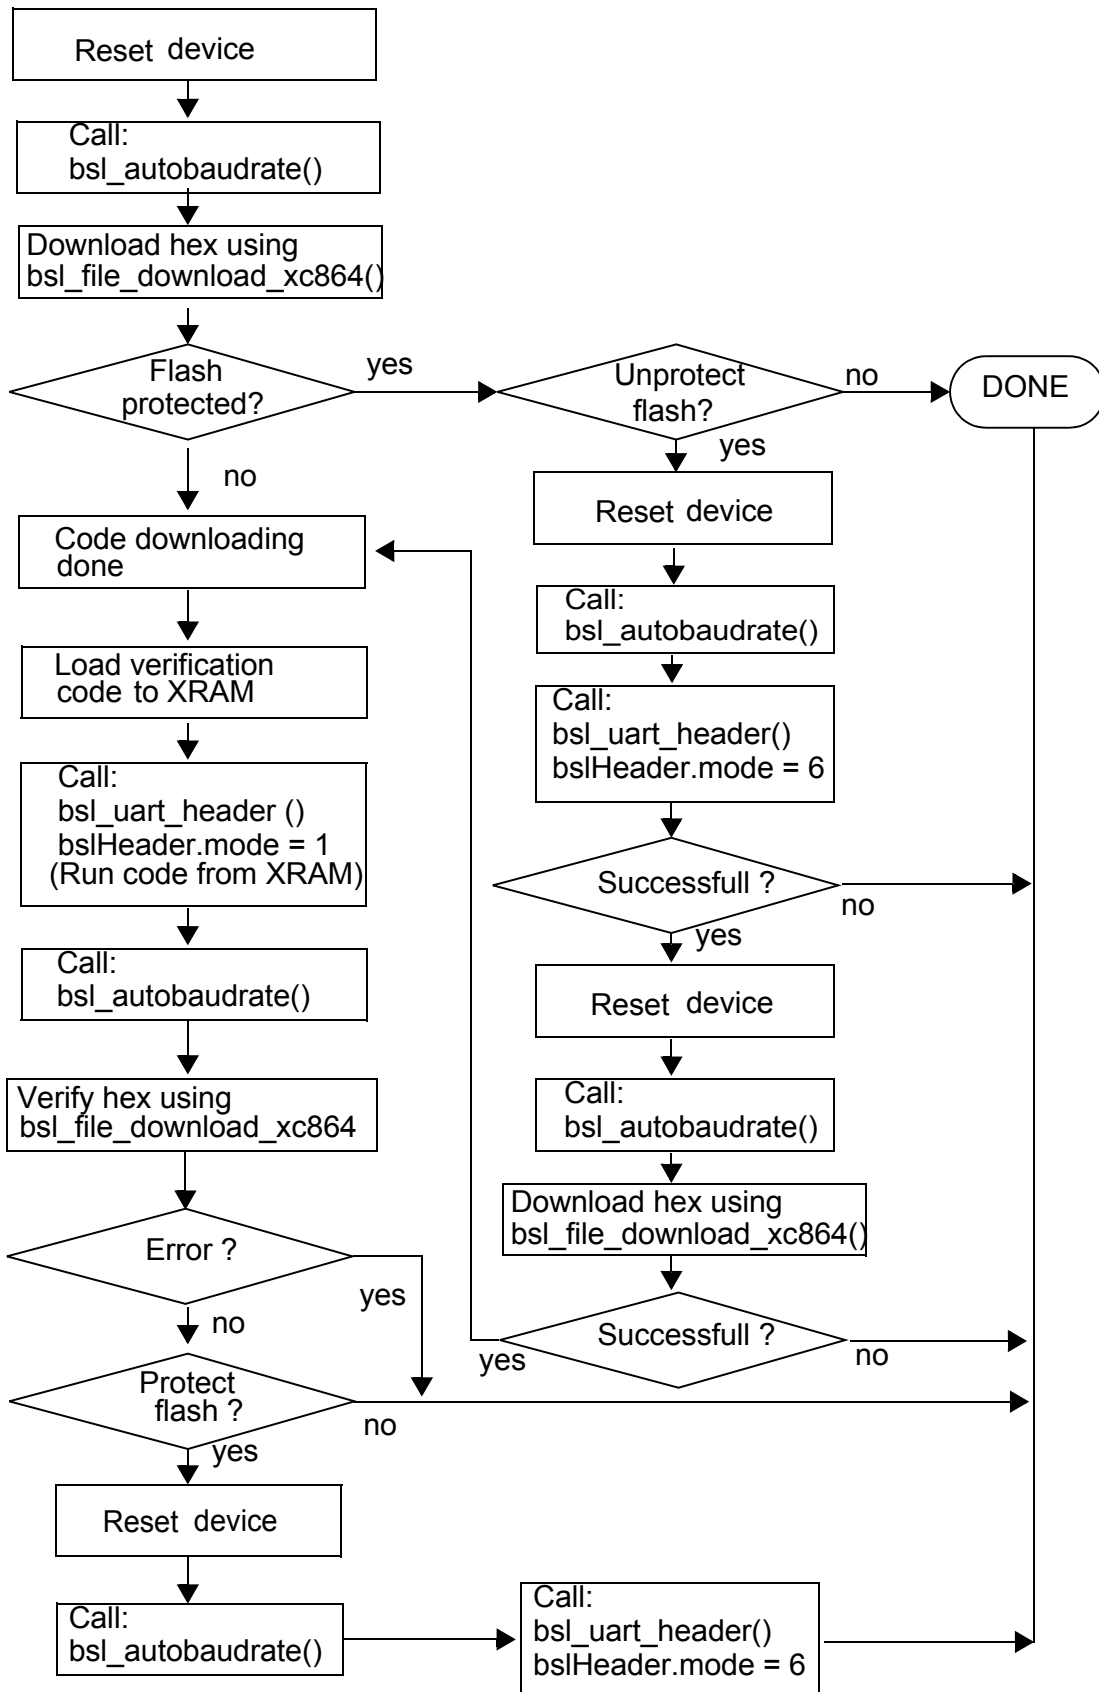 Reset device
Call:
bsl_autobaudrate()
Download hex using
bsl_file_download_xc864()
Flash
protected?
yes
no
Unprotect
flash?
no
yes
DONE
Code downloading
done
Load verification
code to XRAM
Call:
bsl_uart_header ()
bslHeader.mode = 1
(Run code from XRAM)
Call:
bsl_autobaudrate()
Verify hex using
bsl_file_download_xc864
Error ?
yes
no
Protect
flash ?
no
yes
Reset device
Call:
bsl_autobaudrate()
Call:
bsl_uart_header()
bslHeader.mode = 6
Reset device
Call:
bsl_autobaudrate()
Call:
bsl_uart_header()
bslHeader.mode = 6
Successfull ?
no
yes
Reset device
Call:
bsl_autobaudrate()
Download hex using
bsl_file_download_xc864()
Successfull ?
yes
no